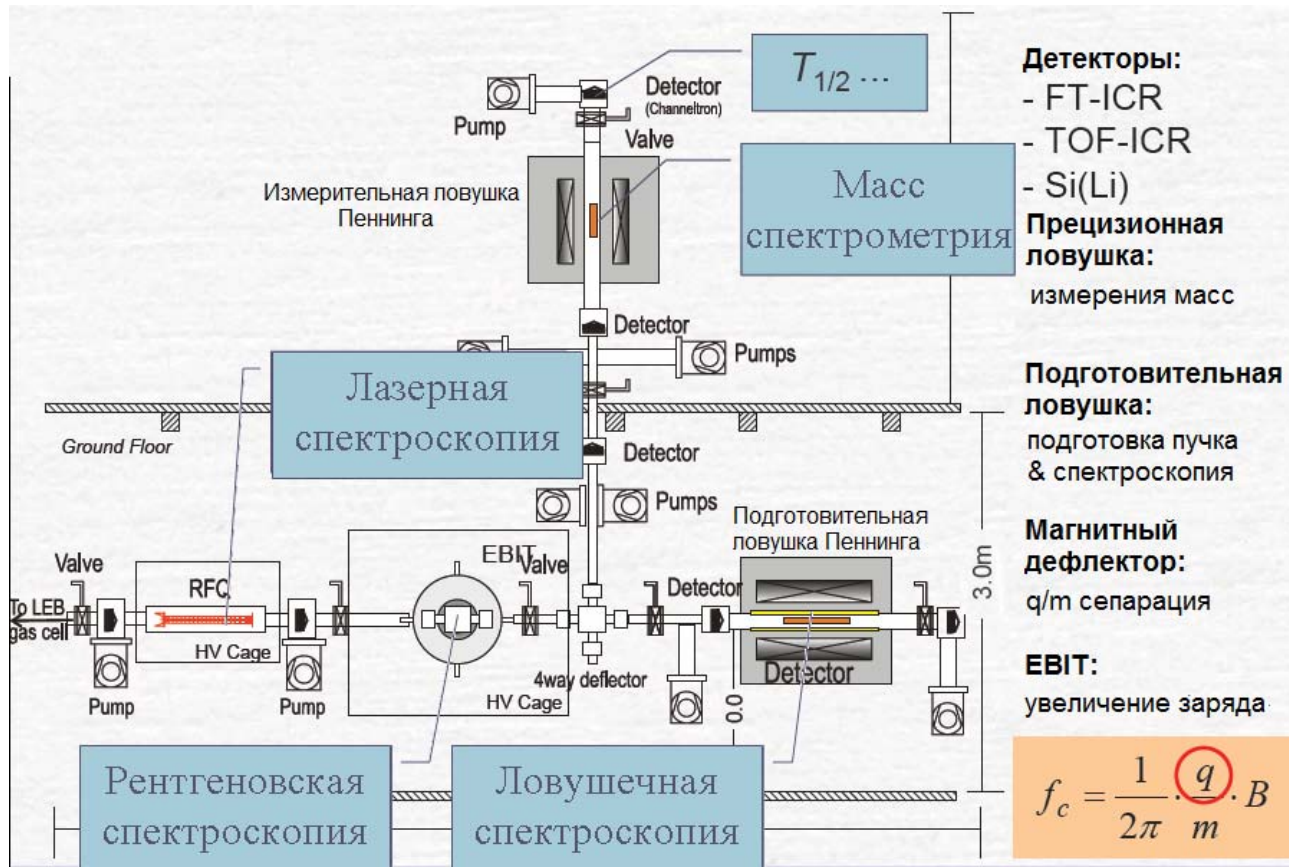 T1/2 ...
Detector
(Channeltron)
Pump
Valve
Измерительная ловушка
Пеннинга
Масс
спектрометрия
Detector
Pumps
Лазерная
спектроскопия
Ground Floor
Detector
Pumps
Подготовительная
ловушка Пеннинга
EBIT
Valve
Valve
RFC
To LEB
gas cell
HV Cage
Pump
Pump
HV Cage
4way deflector
Detector
Detector
0.0
3.0m
Рентгеновская
спектроскопия
Ловушечная
спектроскопия
Детекторы:
- FT-ICR
- TOF-ICR
- Si(Li)
Прецизионная
ловушка:
измерения масс
Подготовительная
ловушка:
подготовка пучка
& спектроскопия
Магнитный
дефлектор:
q/m сепарация
EBIT:
увеличение заряда
f_c = 1/2π · q/m · B